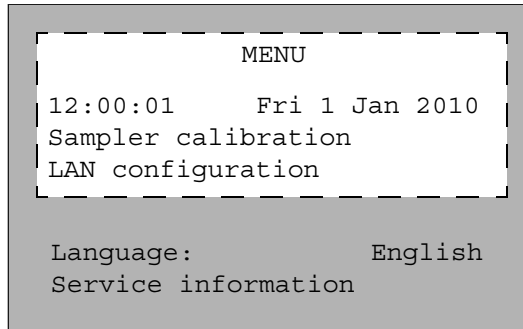 MENU
12:00:01 Fri 1 Jan 2010
Sampler calibration
LAN configuration
Language: English
Service information